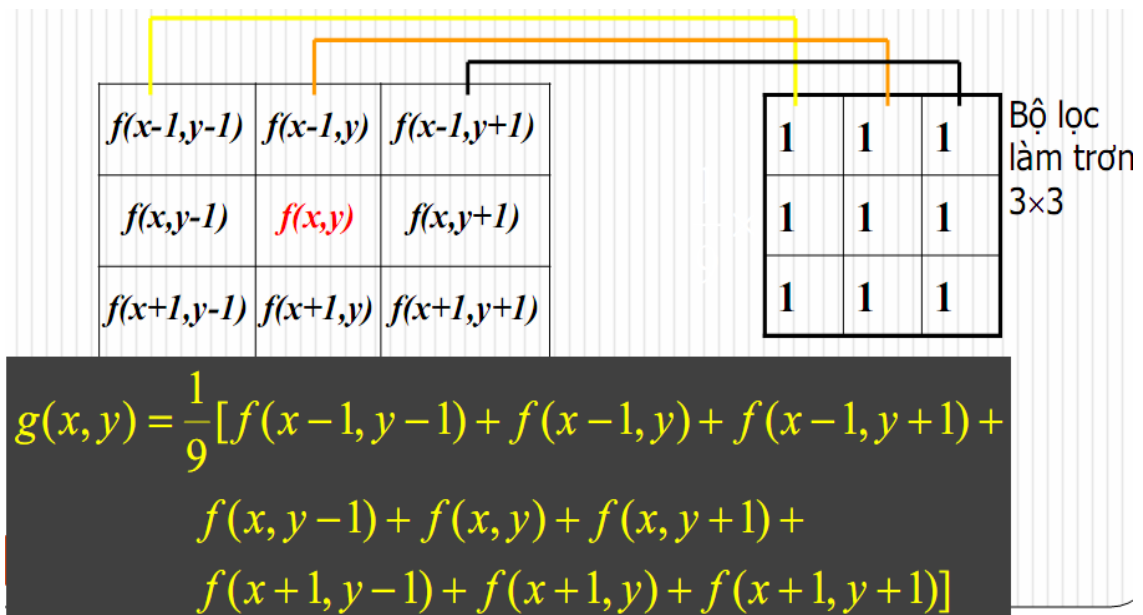 f(x-1,y-1) f(x-1,y) f(x-1,y+1)
f(x,y-1) f(x,y) f(x,y+1)
f(x+1,y-1) f(x+1,y) f(x+1,y+1)
1 1 1
1 1 1
1 1 1
Bộ lọc
làm trơn
3×3
g(x, y) = 1/9 [f(x−1, y−1) + f(x−1, y) + f(x−1, y+1) +
f(x, y−1) + f(x, y) + f(x, y+1) +
f(x+1, y−1) + f(x+1, y) + f(x+1, y+1)]